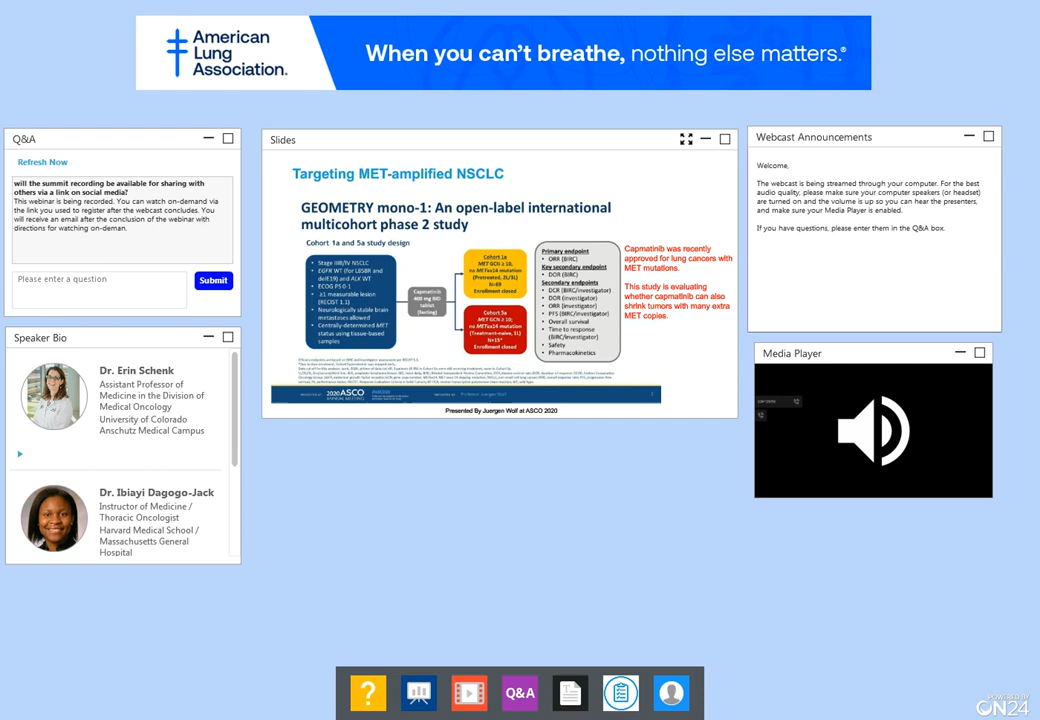 American
Lung
Association.
When you can't breathe, nothing else matters.®
Q&A
Refresh Now
will the summit recording be available for sharing with
others via a link on social media?
This webinar is being recorded. You can watch on-demand via
the link you used to register after the webcast concludes. You
will receive an email after the conclusion of the webinar with
directions for watching on-deman.
Please enter a question
Submit
Speaker Bio
Dr. Erin Schenk
Assistant Professor of
Medicine in the Division of
Medical Oncology
University of Colorado
Anschutz Medical Campus
Dr. Ibiayi Dagogo-Jack
Instructor of Medicine /
Thoracic Oncologist
Harvard Medical School /
Massachusetts General
Hospital
Slides
Targeting MET-amplified NSCLC
GEOMETRY mono-1: An open-label international
multicohort phase 2 study
Cohort 1a and 5a study design
• Stage IIIB/IV NSCLC
• EGFR WT (for L858R and
delE19) and ALK WT
• ECOG PS 0-1
• ≥1 measurable lesion
(RECIST 1.1)
• Neurologically stable brain
metastases allowed
• Centrally-determined MET
status using tissue-based
samples
Capmatinib
400 mg BID
tablet
(fasting)
Cohort 1a
MET GCN ≥ 10,
no METex14 mutation
(Pretreated, 2L/3L)
N=69
Enrollment closed
Cohort 5a
MET GCN ≥ 10;
no METex14 mutation
(Treatment-naive, 1L)
N=15*
Enrollment closed
Primary endpoint
• ORR (BIRC)
Key secondary endpoint
• DOR (BIRC)
Secondary endpoints
• DCR (BIRC/investigator)
• DOR (investigator)
• ORR (investigator)
• PFS (BIRC/investigator)
• Overall survival
• Time to response
(BIRC/investigator)
• Safety
• Pharmacokinetics
Capmatinib was recently
approved for lung cancers with
MET mutations.
This study is evaluating
whether capmatinib can also
shrink tumors with many extra
MET copies.
PRESENTED AT: 2020 ASCO
ANNUAL MEETING
Presented By Juergen Wolf at ASCO 2020
Webcast Announcements
Welcome,
The webcast is being streamed through your computer. For the best
audio quality, please make sure your computer speakers (or headset)
are turned on and the volume is up so you can hear the presenters,
and make sure your Media Player is enabled.
If you have questions, please enter them in the Q&A box.
Media Player
?
Q&A
POWERED BY
ON24